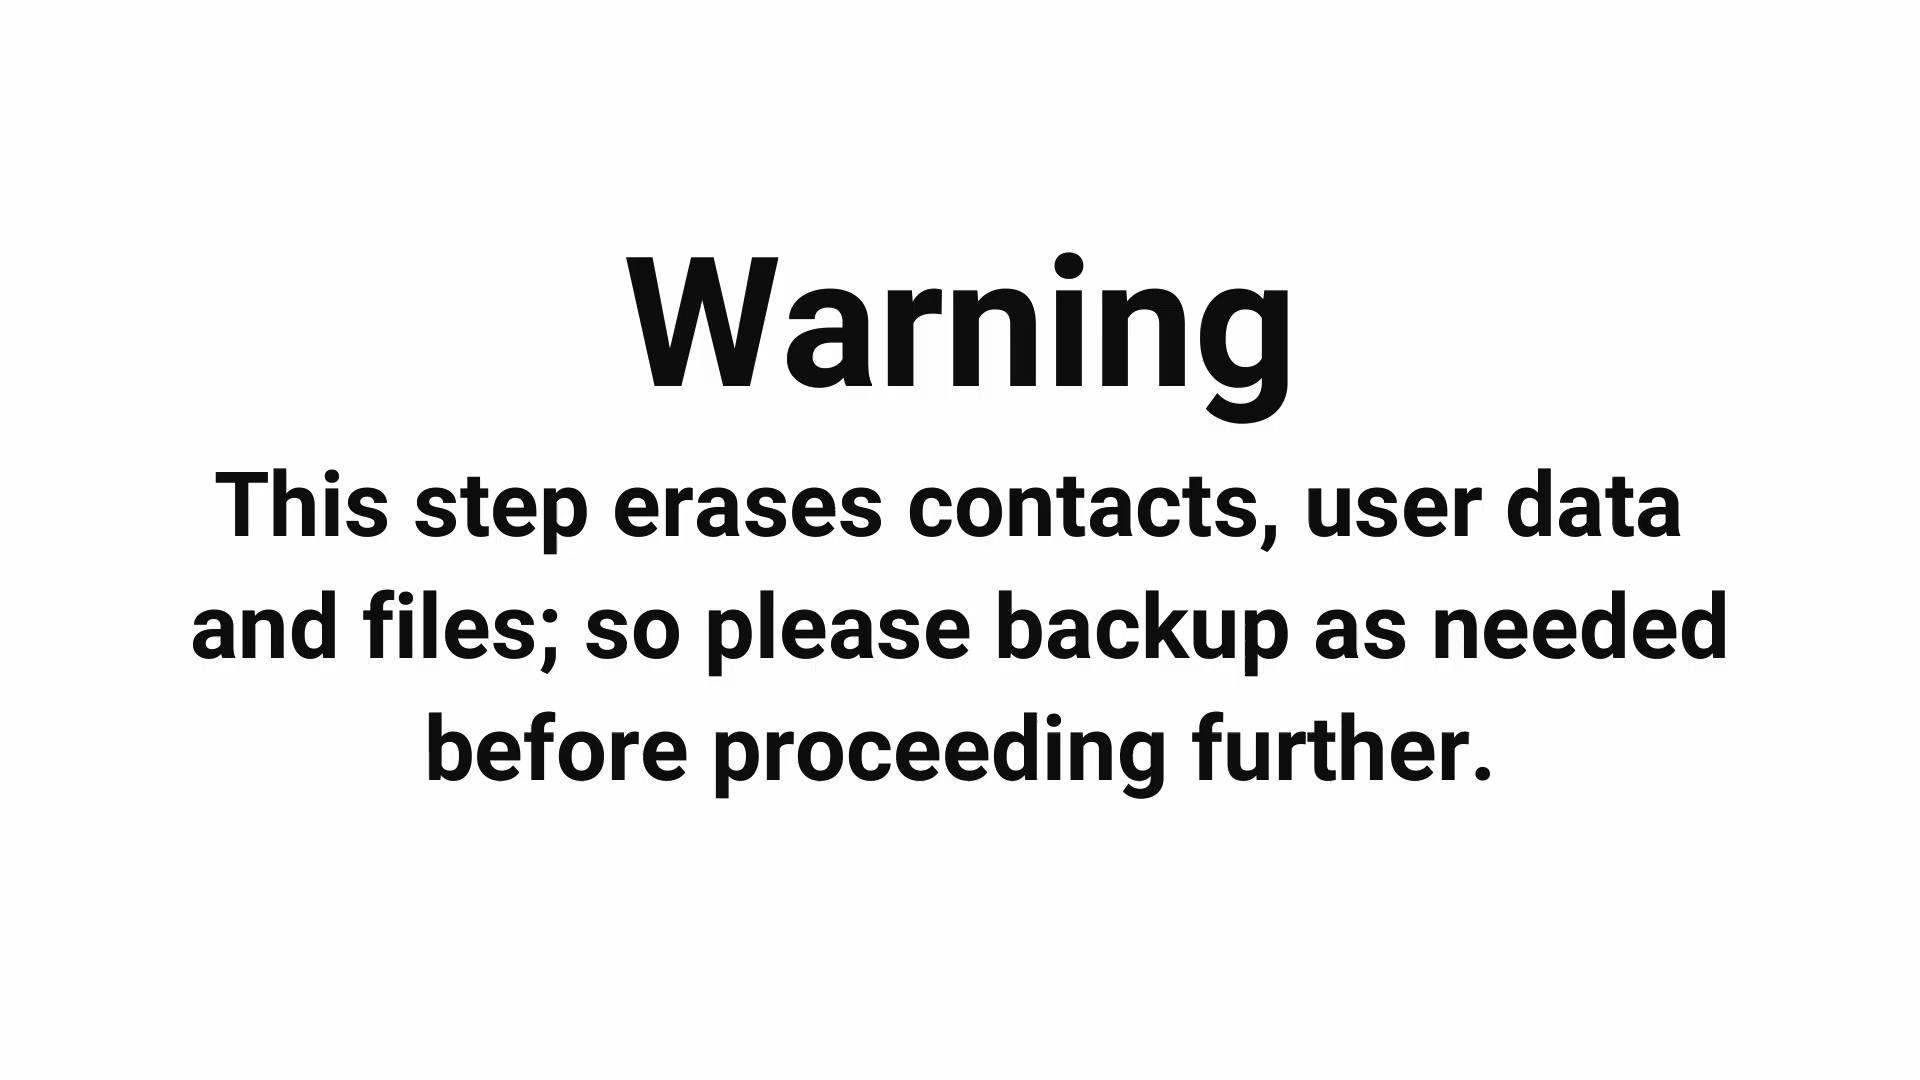 Warning
This step erases contacts, user data
and files; so please backup as needed
before proceeding further.